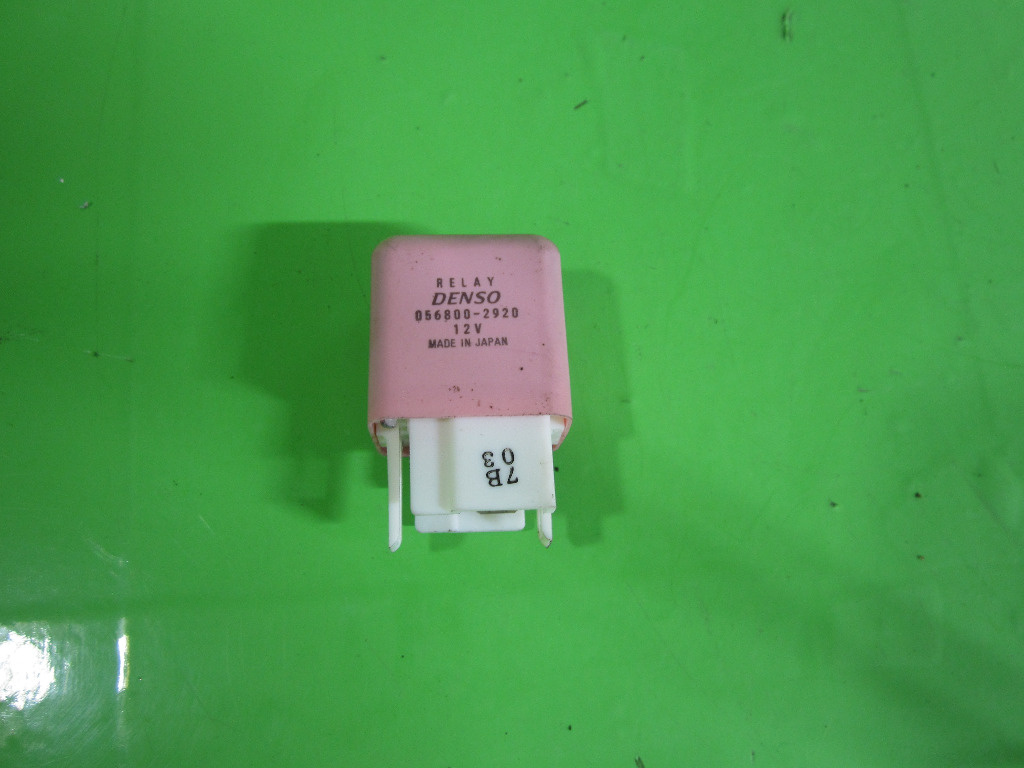 RELAY
DENSO
056800-2920
12V
MADE IN JAPAN
7B
03